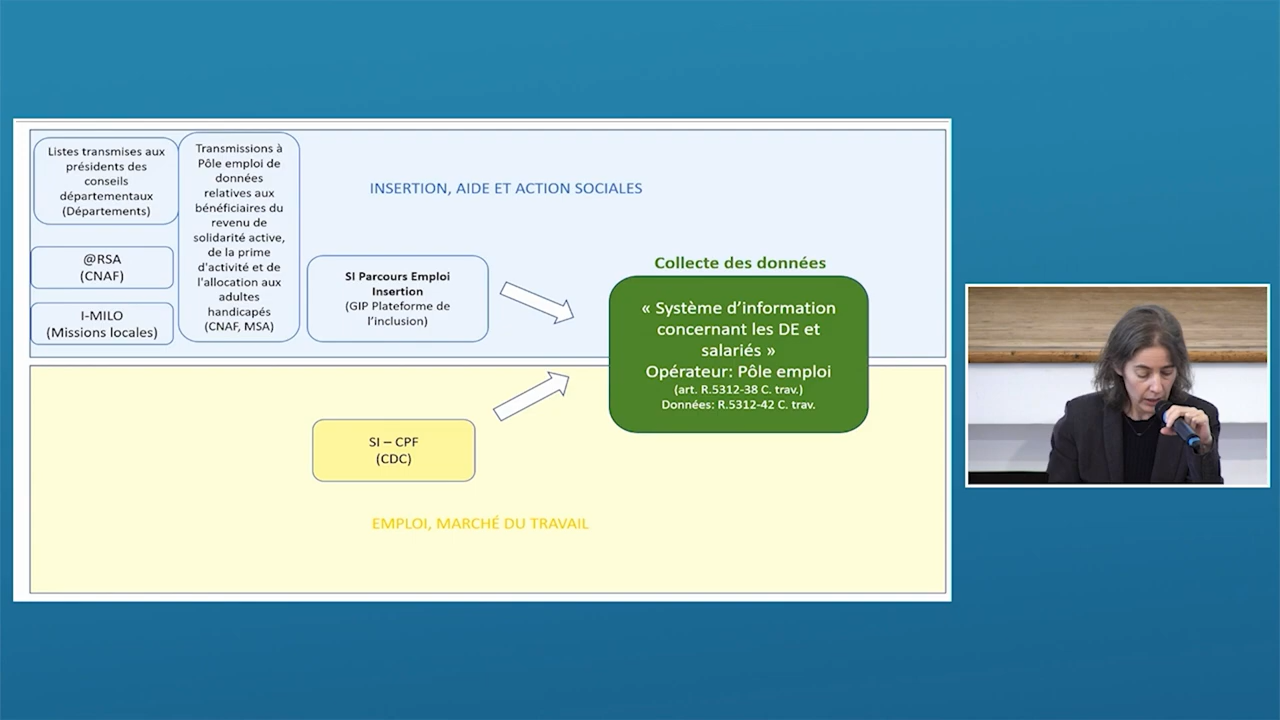 Listes transmises aux
présidents des
conseils
départementaux
(Départements)
@RSA
(CNAF)
I-MILO
(Missions locales)
Transmissions à
Pôle emploi de
données
relatives aux
bénéficiaires du
revenu de
solidarité active,
de la prime
d'activité et de
l'allocation aux
adultes
handicapés
(CNAF, MSA)
INSERTION, AIDE ET ACTION SOCIALES
SI Parcours Emploi
Insertion
(GIP Plateforme de
l'inclusion)
Collecte des données
« Système d'information
concernant les DE et
salariés »
Opérateur: Pôle emploi
(art. R.5312-38 C. trav.)
Données: R.5312-42 C. trav.
SI – CPF
(CDC)
EMPLOI, MARCHÉ DU TRAVAIL